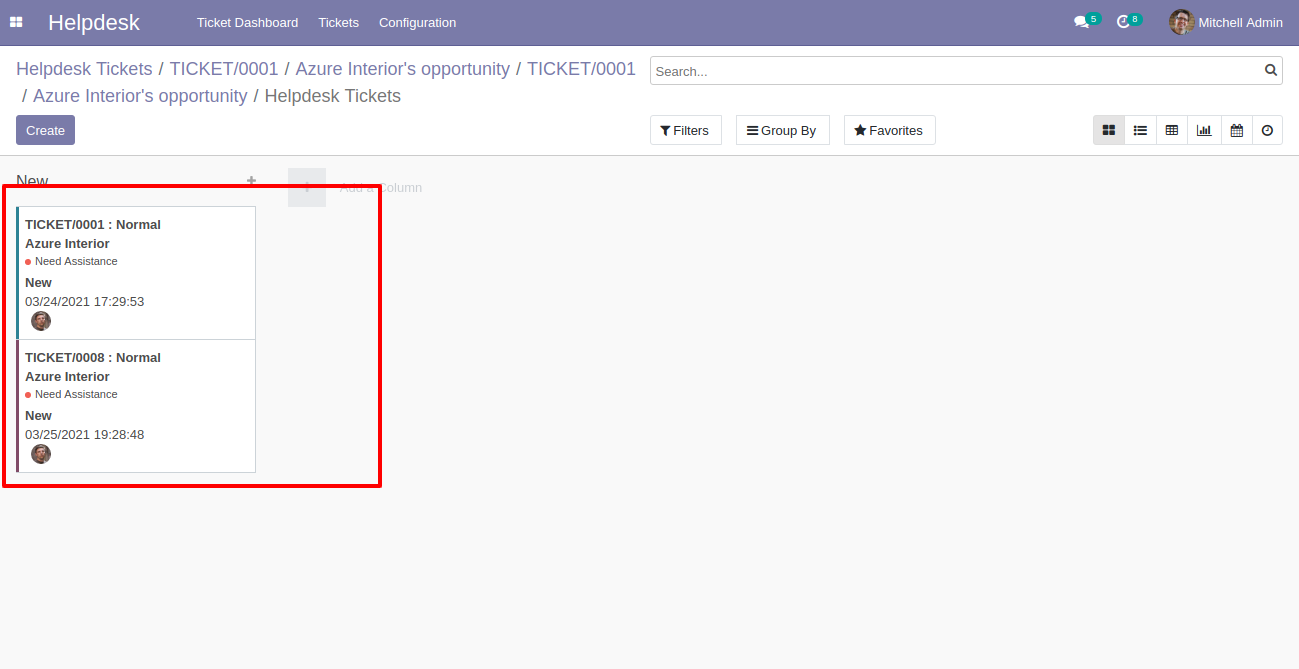 Helpdesk Ticket Dashboard Tickets Configuration 5 8 Mitchell Admin
Helpdesk Tickets / TICKET/0001 / Azure Interior's opportunity / TICKET/0001
/ Azure Interior's opportunity / Helpdesk Tickets
Search...
Create
Filters Group By Favorites
New
Add a Column
TICKET/0001 : Normal
Azure Interior
Need Assistance
New
03/24/2021 17:29:53
TICKET/0008 : Normal
Azure Interior
Need Assistance
New
03/25/2021 19:28:48